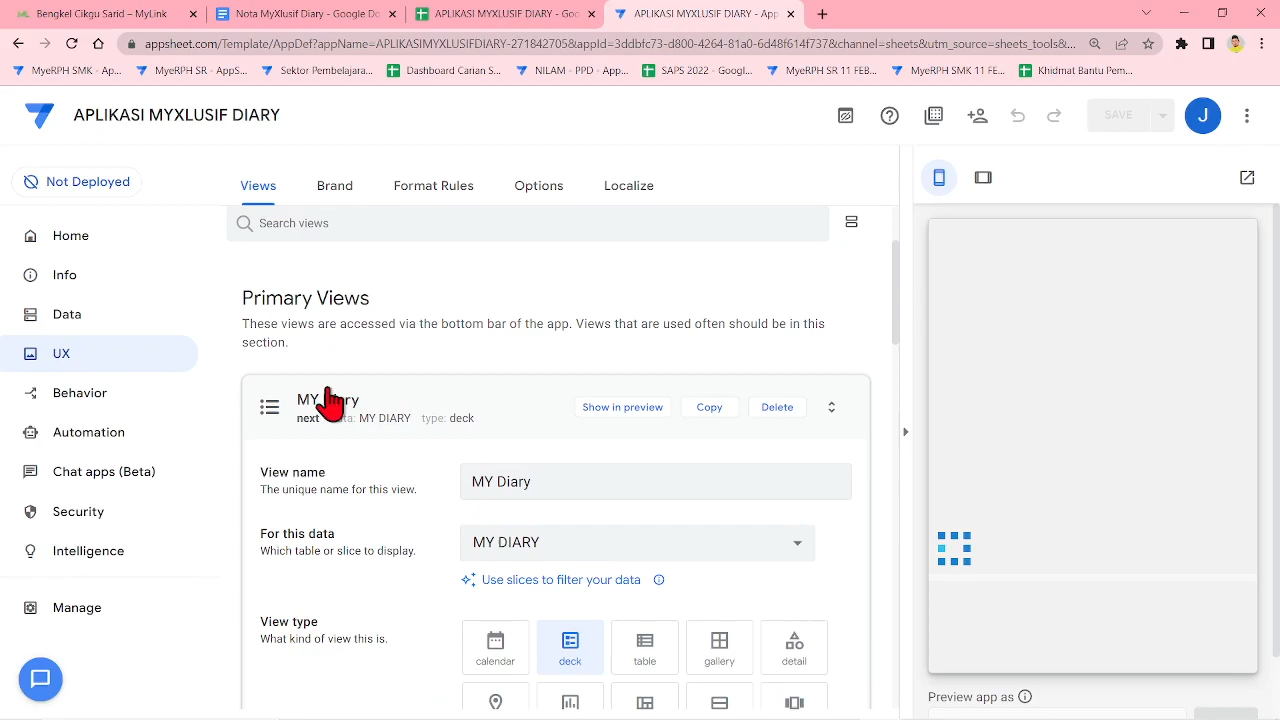 Bengkel Cikgu Sarid – MyLink
Nota MyXlusif Diary - Google Do
APLIKASI MYXLUSIF DIARY - Goo
APLIKASI MYXLUSIF DIARY - App
appsheet.com/Template/AppDef?appName=APLIKASIMYXLUSIFDIARY-271842705&appId=3ddbfc73-d800-4264-81a0-6d48f614f737&channel=sheets&utm_source=sheets_tools&...
MyeRPH SMK - Ap...
MyeRPH SR - AppS...
Sektor Pembelajara...
Dashboard Carian S...
NILAM - PPD - App...
SAPS 2022 - Googl...
MyeRPH SR 11 FEB...
MyeRPH SMK 11 FE...
Khidmat Bantu Pem...
APLIKASI MYXLUSIF DIARY
SAVE
J
Not Deployed
Views
Brand
Format Rules
Options
Localize
Home
Info
Data
UX
Behavior
Automation
Chat apps (Beta)
Security
Intelligence
Manage
Search views
Primary Views
These views are accessed via the bottom bar of the app. Views that are used often should be in this
section.
MY Diary
next data: MY DIARY type: deck
Show in preview
Copy
Delete
View name
The unique name for this view.
MY Diary
For this data
Which table or slice to display.
MY DIARY
Use slices to filter your data
View type
What kind of view this is.
calendar
deck
table
gallery
detail
Preview app as